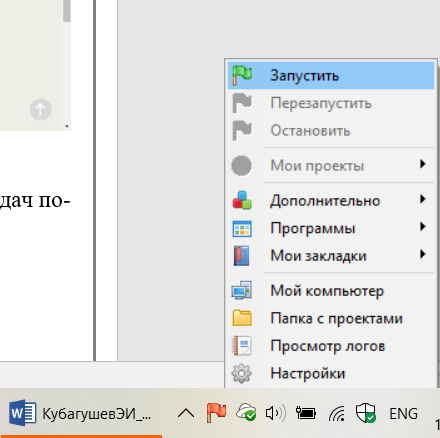 Запустить
Перезапустить
Остановить
Мои проекты
дач по-
Дополнительно
Программы
Мои закладки
Мой компьютер
Папка с проектами
Просмотр логов
Настройки
КубагушевЭИ_... ENG 1